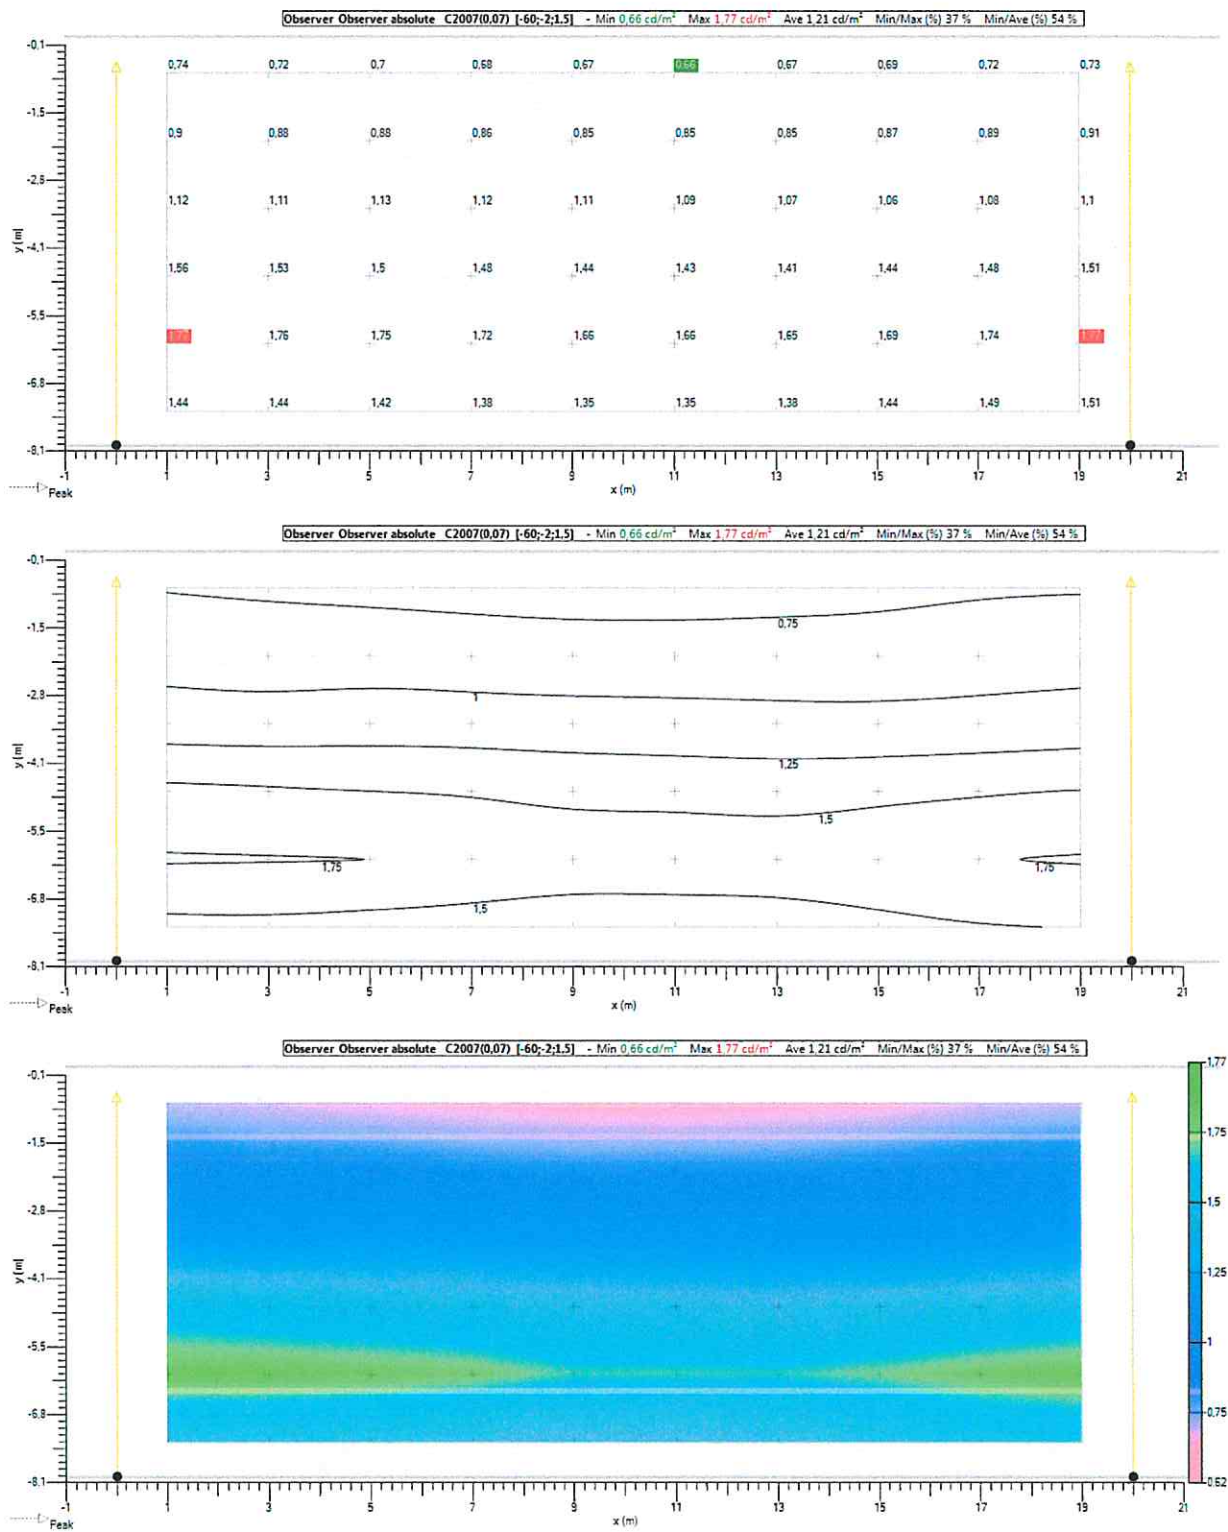 Observer Observer absolute C2007(0,07) [-60;-2;1.5] - Min 0,66 cd/m² Max 1,77 cd/m² Ave 1,21 cd/m² Min/Max (%) 37 % Min/Ave (%) 54 %
-0.1
0,74 0,72 0,7 0,68 0,67 0,66 0,67 0,69 0,72 0,73
-1.5
0,9 0,88 0,88 0,86 0,85 0,85 0,85 0,87 0,89 0,91
-2.8
1,12 1,11 1,13 1,12 1,11 1,09 1,07 1,06 1,08 1,1
y [m]
-4.1
1,56 1,53 1,5 1,48 1,44 1,43 1,41 1,44 1,48 1,51
-5.5
1,77 1,76 1,75 1,72 1,66 1,66 1,65 1,69 1,74 1,77
-6.8
1,44 1,44 1,42 1,38 1,35 1,35 1,38 1,44 1,49 1,51
-8.1
-1 1 3 5 7 9 11 13 15 17 19 21
Peak x (m)
Observer Observer absolute C2007(0,07) [-60;-2;1.5] - Min 0,66 cd/m² Max 1,77 cd/m² Ave 1,21 cd/m² Min/Max (%) 37 % Min/Ave (%) 54 %
-0.1
0,75
-1.5
-2.8
1
y [m]
-4.1
1,25
1,5
-5.5
1,75 1,75
-6.8
1,5
-8.1
-1 1 3 5 7 9 11 13 15 17 19 21
Peak x (m)
Observer Observer absolute C2007(0,07) [-60;-2;1.5] - Min 0,66 cd/m² Max 1,77 cd/m² Ave 1,21 cd/m² Min/Max (%) 37 % Min/Ave (%) 54 %
1,77
-0.1
1,75
-1.5
1,5
-2.8
1,25
y [m]
-4.1
1
-5.5
0,75
-6.8
0,62
-8.1
-1 1 3 5 7 9 11 13 15 17 19 21
Peak x (m)